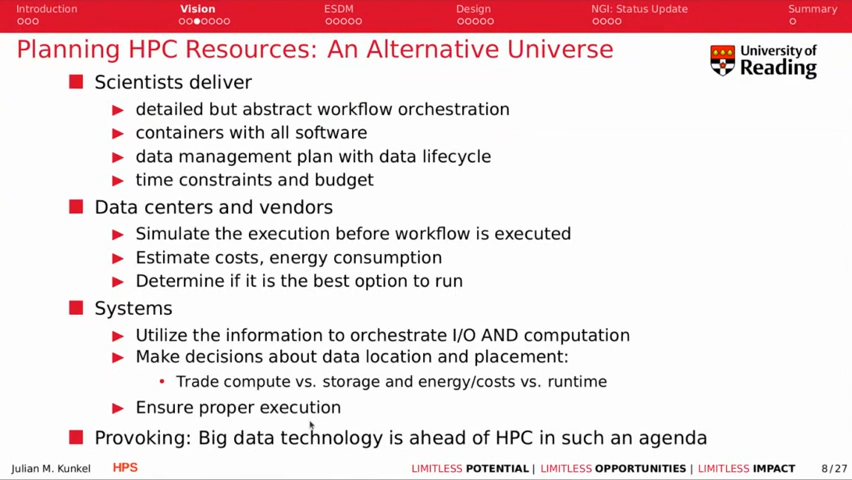 Introduction Vision ESDM Design NGI: Status Update Summary
Planning HPC Resources: An Alternative Universe
University of
Reading
Scientists deliver
detailed but abstract workflow orchestration
containers with all software
data management plan with data lifecycle
time constraints and budget
Data centers and vendors
Simulate the execution before workflow is executed
Estimate costs, energy consumption
Determine if it is the best option to run
Systems
Utilize the information to orchestrate I/O AND computation
Make decisions about data location and placement:
Trade compute vs. storage and energy/costs vs. runtime
Ensure proper execution
Provoking: Big data technology is ahead of HPC in such an agenda
Julian M. Kunkel HPS LIMITLESS POTENTIAL | LIMITLESS OPPORTUNITIES | LIMITLESS IMPACT 8/27